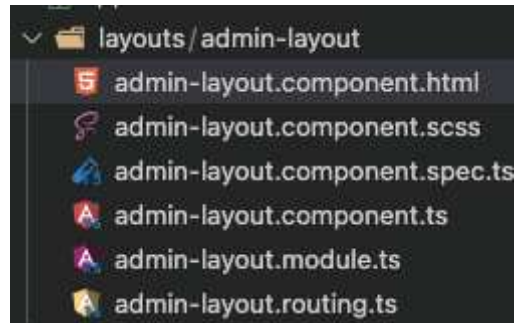 layouts/admin-layout
admin-layout.component.html
admin-layout.component.scss
admin-layout.component.spec.ts
admin-layout.component.ts
admin-layout.module.ts
admin-layout.routing.ts